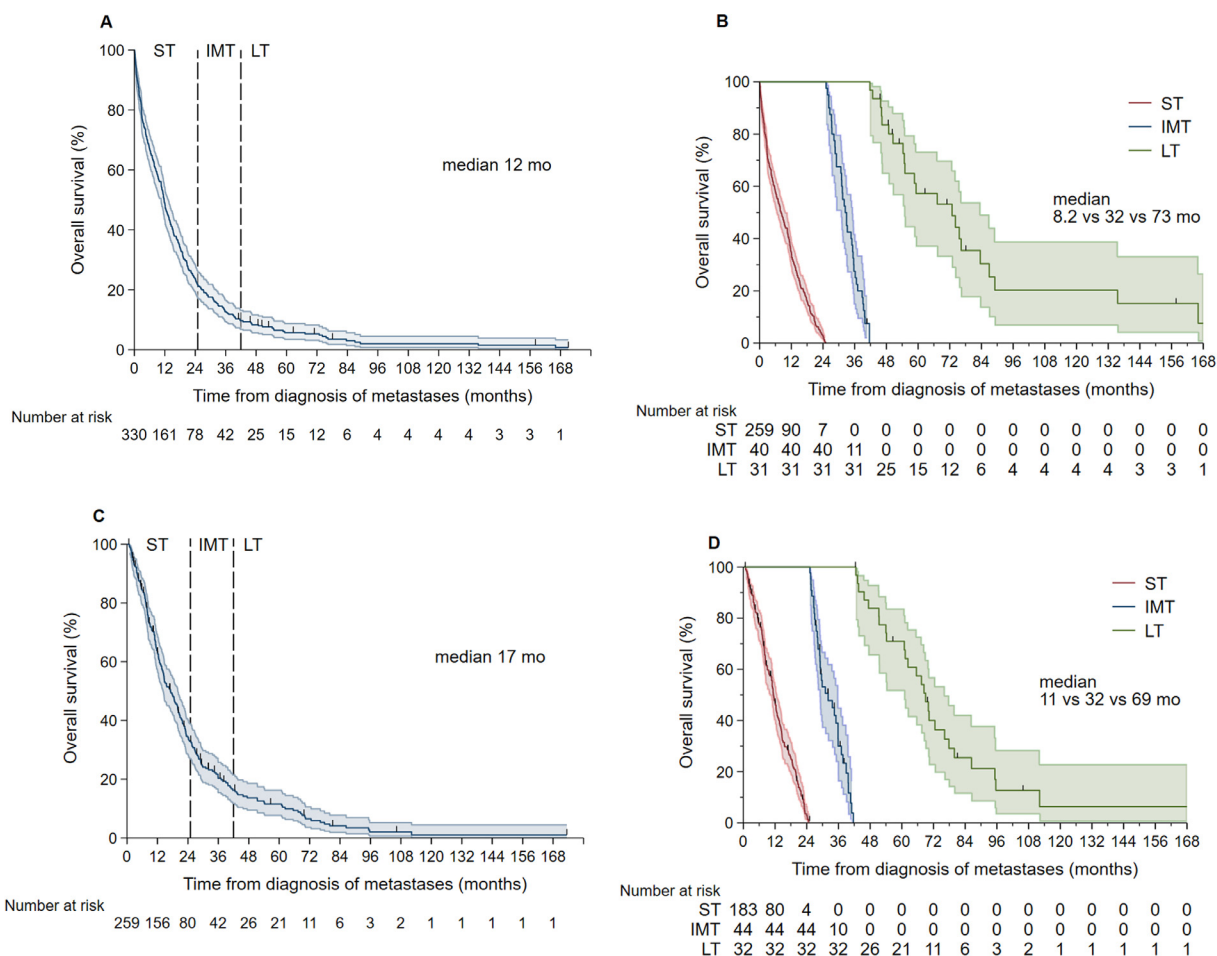 A
ST IMT LT
100
80
60
40
20
0
Overall survival (%)
median 12 mo
0 12 24 36 48 60 72 84 96 108 120 132 144 156 168
Time from diagnosis of metastases (months)
Number at risk
330 161 78 42 25 15 12 6 4 4 4 4 3 3 1
B
100
80
60
40
20
0
Overall survival (%)
ST
IMT
LT
median
8.2 vs 32 vs 73 mo
0 12 24 36 48 60 72 84 96 108 120 132 144 156 168
Time from diagnosis of metastases (months)
Number at risk
ST 259 90 7 0 0 0 0 0 0 0 0 0 0 0 0
IMT 40 40 40 11 0 0 0 0 0 0 0 0 0 0 0
LT 31 31 31 31 25 15 12 6 4 4 4 4 3 3 1
C
ST IMT LT
100
80
60
40
20
0
Overall survival (%)
median 17 mo
0 12 24 36 48 60 72 84 96 108 120 132 144 156 168
Time from diagnosis of metastases (months)
Number at risk
259 156 80 42 26 21 11 6 3 2 1 1 1 1 1
D
100
80
60
40
20
0
Overall survival (%)
ST
IMT
LT
median
11 vs 32 vs 69 mo
0 12 24 36 48 60 72 84 96 108 120 132 144 156 168
Time from diagnosis of metastases (months)
Number at risk
ST 183 80 4 0 0 0 0 0 0 0 0 0 0 0 0
IMT 44 44 44 10 0 0 0 0 0 0 0 0 0 0 0
LT 32 32 32 32 26 21 11 6 3 2 1 1 1 1 1